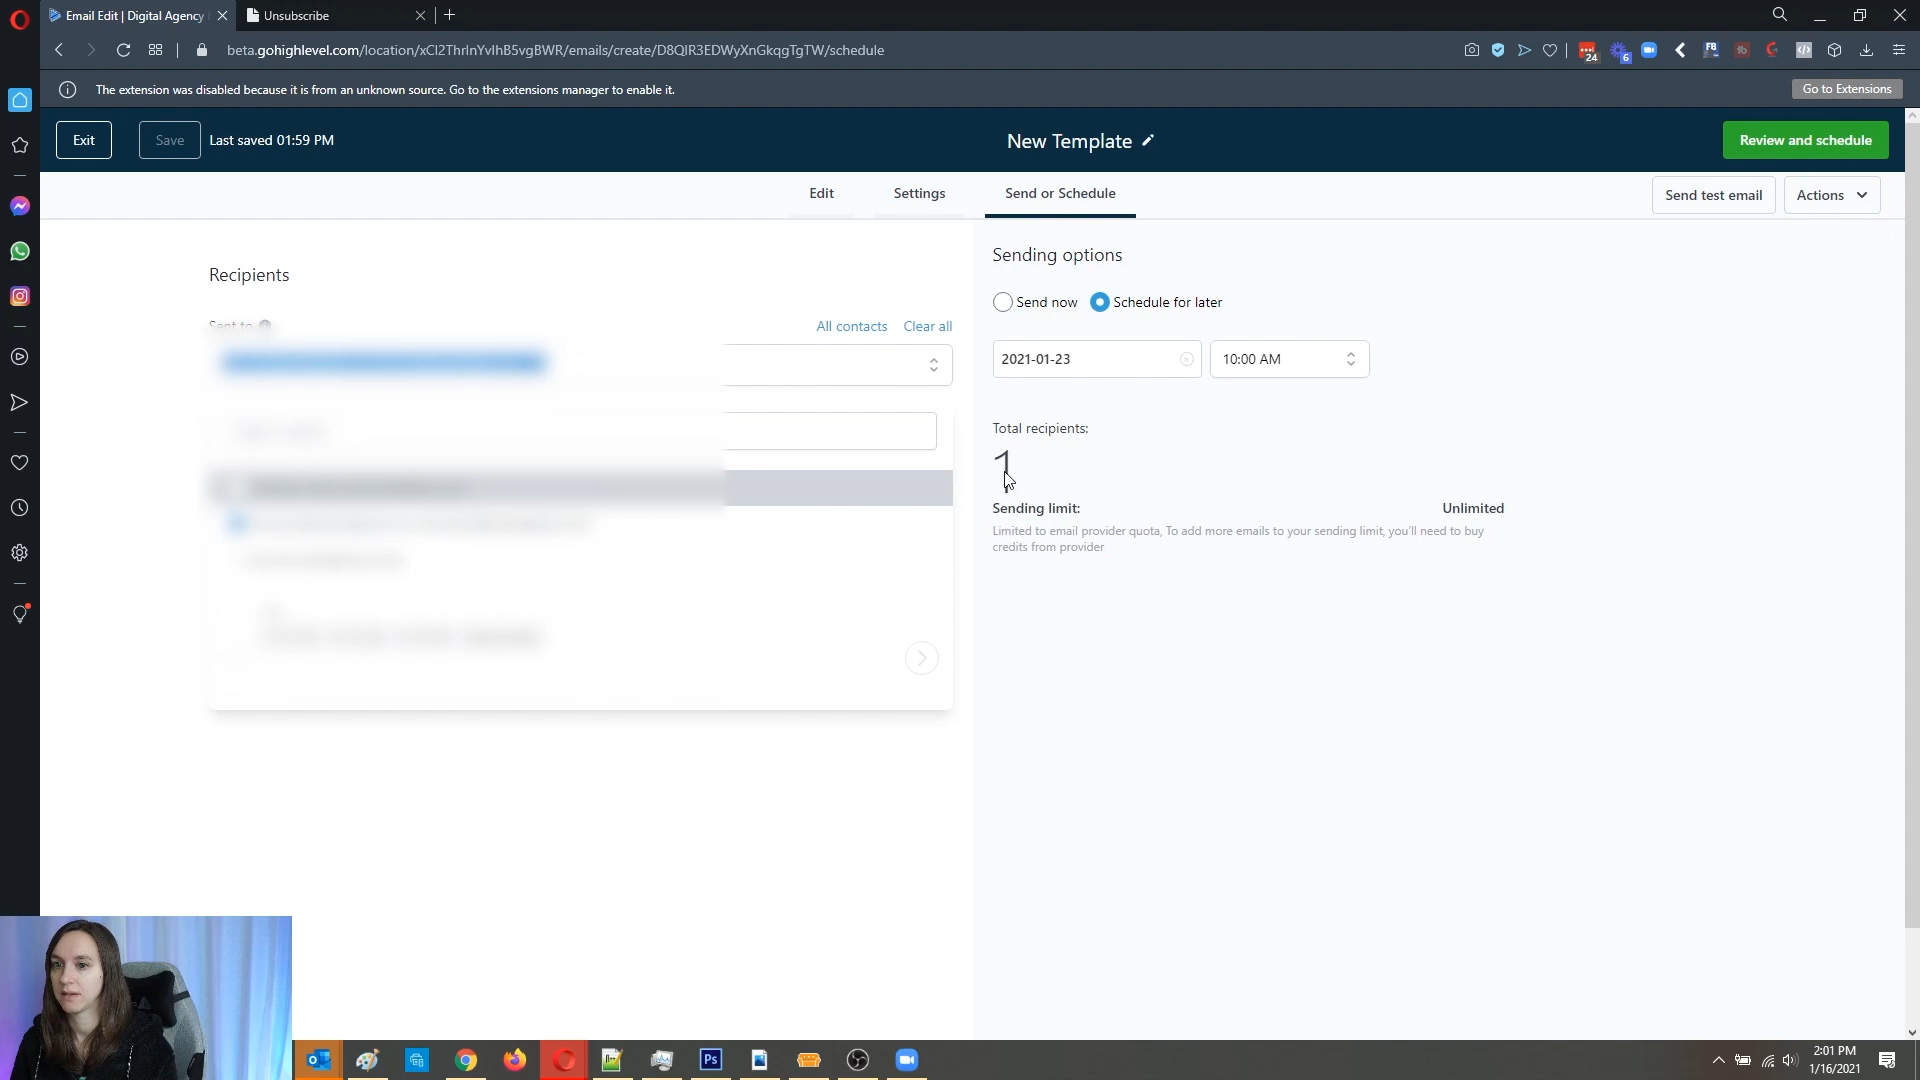 Email Edit | Digital Agency
Unsubscribe
beta.gohighlevel.com/location/xCl2ThrlnYvIhB5vgBWR/emails/create/D8QlR3EDWyXnGkqgTgTW/schedule
24
6
FB
The extension was disabled because it is from an unknown source. Go to the extensions manager to enable it.
Go to Extensions
Exit
Save
Last saved 01:59 PM
New Template
Review and schedule
Edit
Settings
Send or Schedule
Send test email
Actions
Recipients
Sent to
All contacts
Clear all
Sending options
Send now
Schedule for later
2021-01-23
10:00 AM
Total recipients:
1
Sending limit:
Unlimited
Limited to email provider quota, To add more emails to your sending limit, you'll need to buy
credits from provider
Ps
2:01 PM
1/16/2021